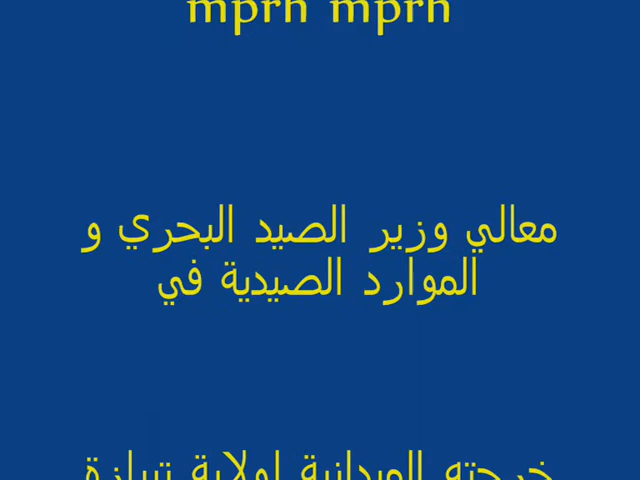 mprh mprh
معالي وزير الصيد البحري و
الموارد الصيدية في
خرجته الميدانية لولاية تيبازة